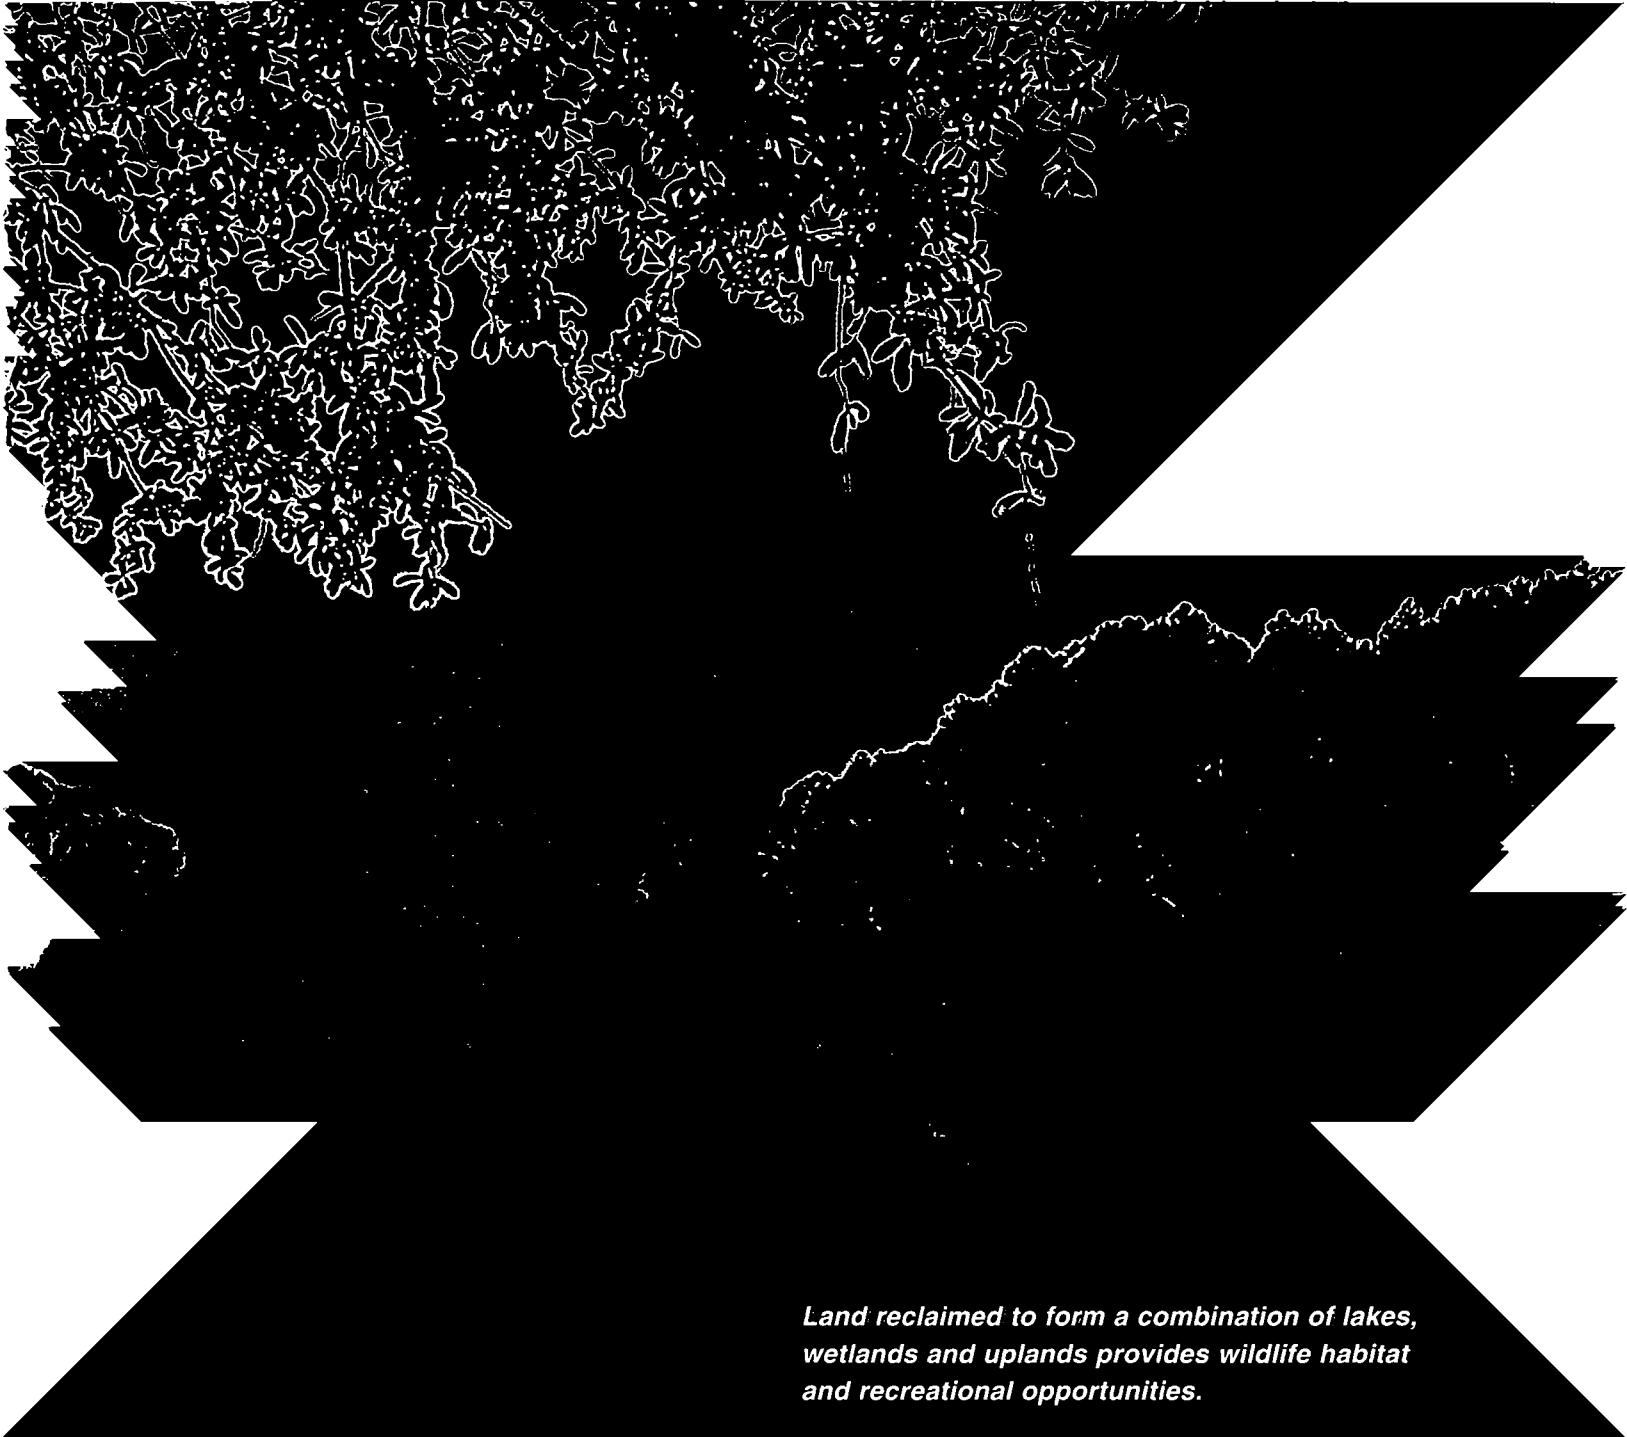 Land reclaimed to form a combination of lakes,
wetlands and uplands provides wildlife habitat
and recreational opportunities.